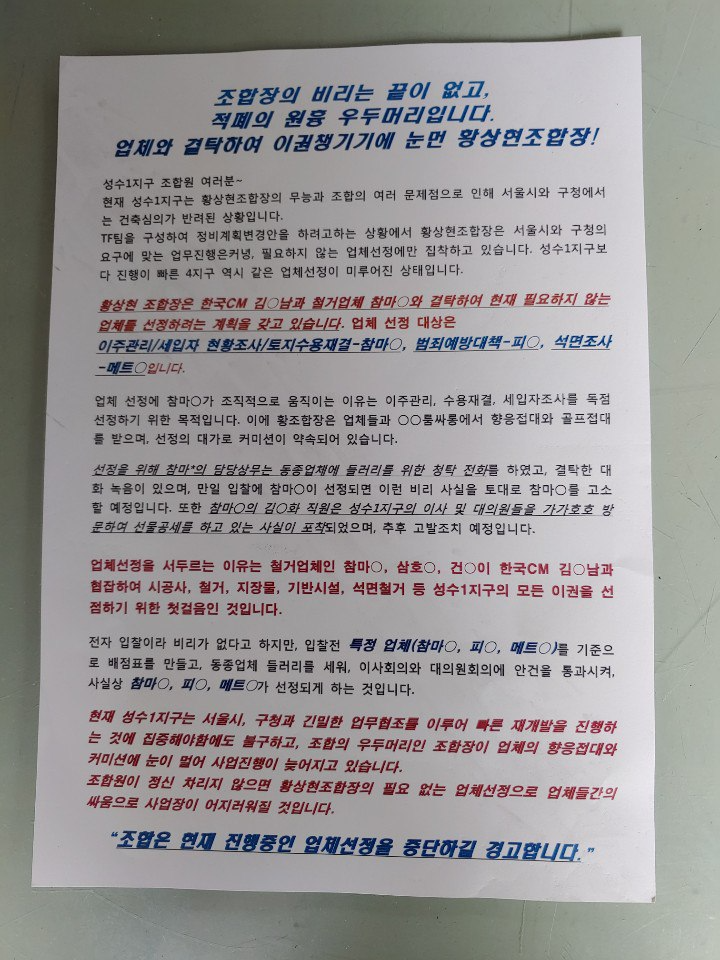 조합장의 비리는 끝이 없고,
적폐의 원흉 우두머리입니다.
업체와 결탁하여 이권챙기기에 눈먼 황상현조합장!
성수1지구 조합원 여러분~
현재 성수1지구는 황상현조합장의 무능과 조합의 여러 문제점으로 인해 서울시와 구청에서
는 건축심의가 반려된 상황입니다.
TF팀을 구성하여 정비계획변경안을 하려고하는 상황에서 황상현조합장은 서울시와 구청의
요구에 맞는 업무진행은커녕, 필요하지 않는 업체선정에만 집착하고 있습니다. 성수1지구보
다 진행이 빠른 4지구 역시 같은 업체선정이 미루어진 상태입니다.
황상현 조합장은 한국CM 김○남과 철거업체 참마○와 결탁하여 현재 필요하지 않는
업체를 선정하려는 계획을 갖고 있습니다. 업체 선정 대상은
이주관리/세입자 현황조사/토지수용재결-참마○, 범죄예방대책-피○, 석면조사
-메트○입니다.
업체 선정에 참마○가 조직적으로 움직이는 이유는 이주관리, 수용재결, 세입자조사를 독점
선정하기 위한 목적입니다. 이에 황조합장은 업체들과 ○○룸싸롱에서 향응접대와 골프접대
를 받으며, 선정의 대가로 커미션이 약속되어 있습니다.
선정을 위해 참마*의 담당상무는 동종업체에 들러리를 위한 청탁 전화를 하였고, 결탁한 대
화 녹음이 있으며, 만일 입찰에 참마○이 선정되면 이런 비리 사실을 토대로 참마○를 고소
할 예정입니다. 또한 참마○의 김○화 직원은 성수1지구의 이사 및 대의원들을 가가호호 방
문하여 선물공세를 하고 있는 사실이 포착되었으며, 추후 고발조치 예정입니다.
업체선정을 서두르는 이유는 철거업체인 참마○, 삼호○, 건○이 한국CM 김○남과
협잡하여 시공사, 철거, 지장물, 기반시설, 석면철거 등 성수1지구의 모든 이권을 선
점하기 위한 첫걸음인 것입니다.
전자 입찰이라 비리가 없다고 하지만, 입찰전 특정 업체(참마○, 피○, 메트○)를 기준으
로 배점표를 만들고, 동종업체 들러리를 세워, 이사회의와 대의원회의에 안건을 통과시켜,
사실상 참마○, 피○, 메트○가 선정되게 하는 것입니다.
현재 성수1지구는 서울시, 구청과 긴밀한 업무협조를 이루어 빠른 재개발을 진행하
는 것에 집중해야함에도 불구하고, 조합의 우두머리인 조합장이 업체의 향응접대와
커미션에 눈이 멀어 사업진행이 늦어지고 있습니다.
조합원이 정신 차리지 않으면 황상현조합장의 필요 없는 업체선정으로 업체들간의
싸움으로 사업장이 어지러워질 것입니다.
“조합은 현재 진행중인 업체선정을 중단하길 경고합니다.”